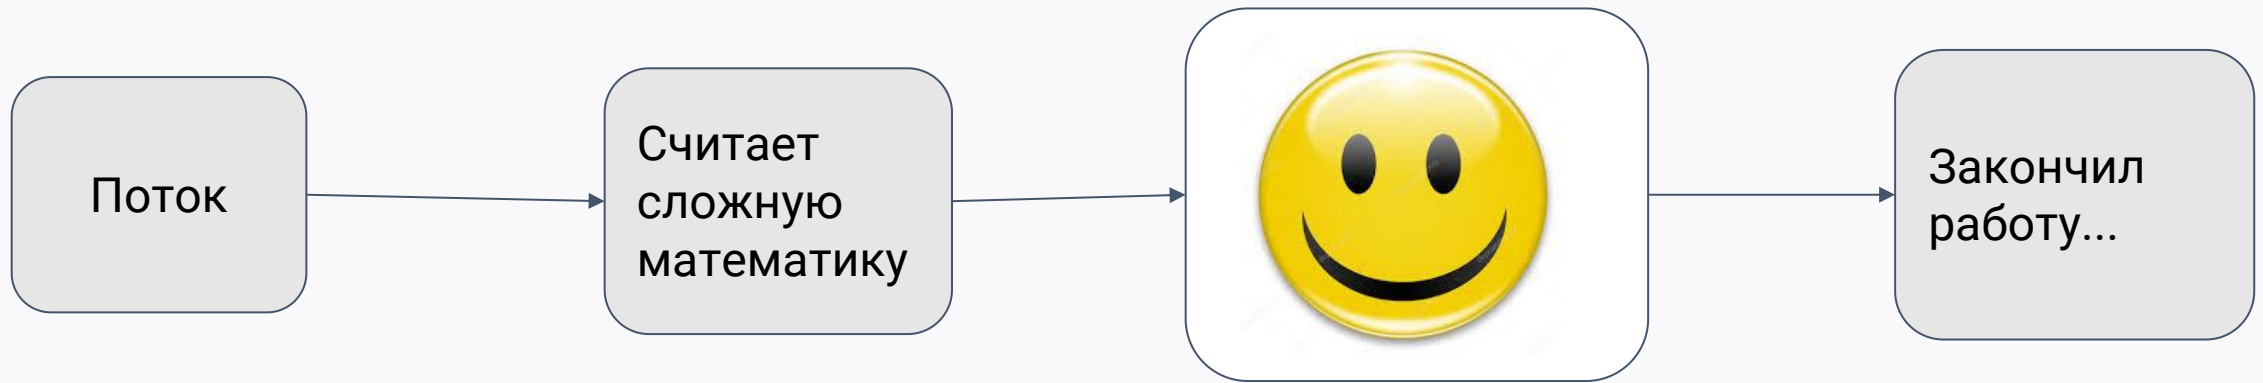 Поток
Считает
сложную
математику
Закончил
работу...